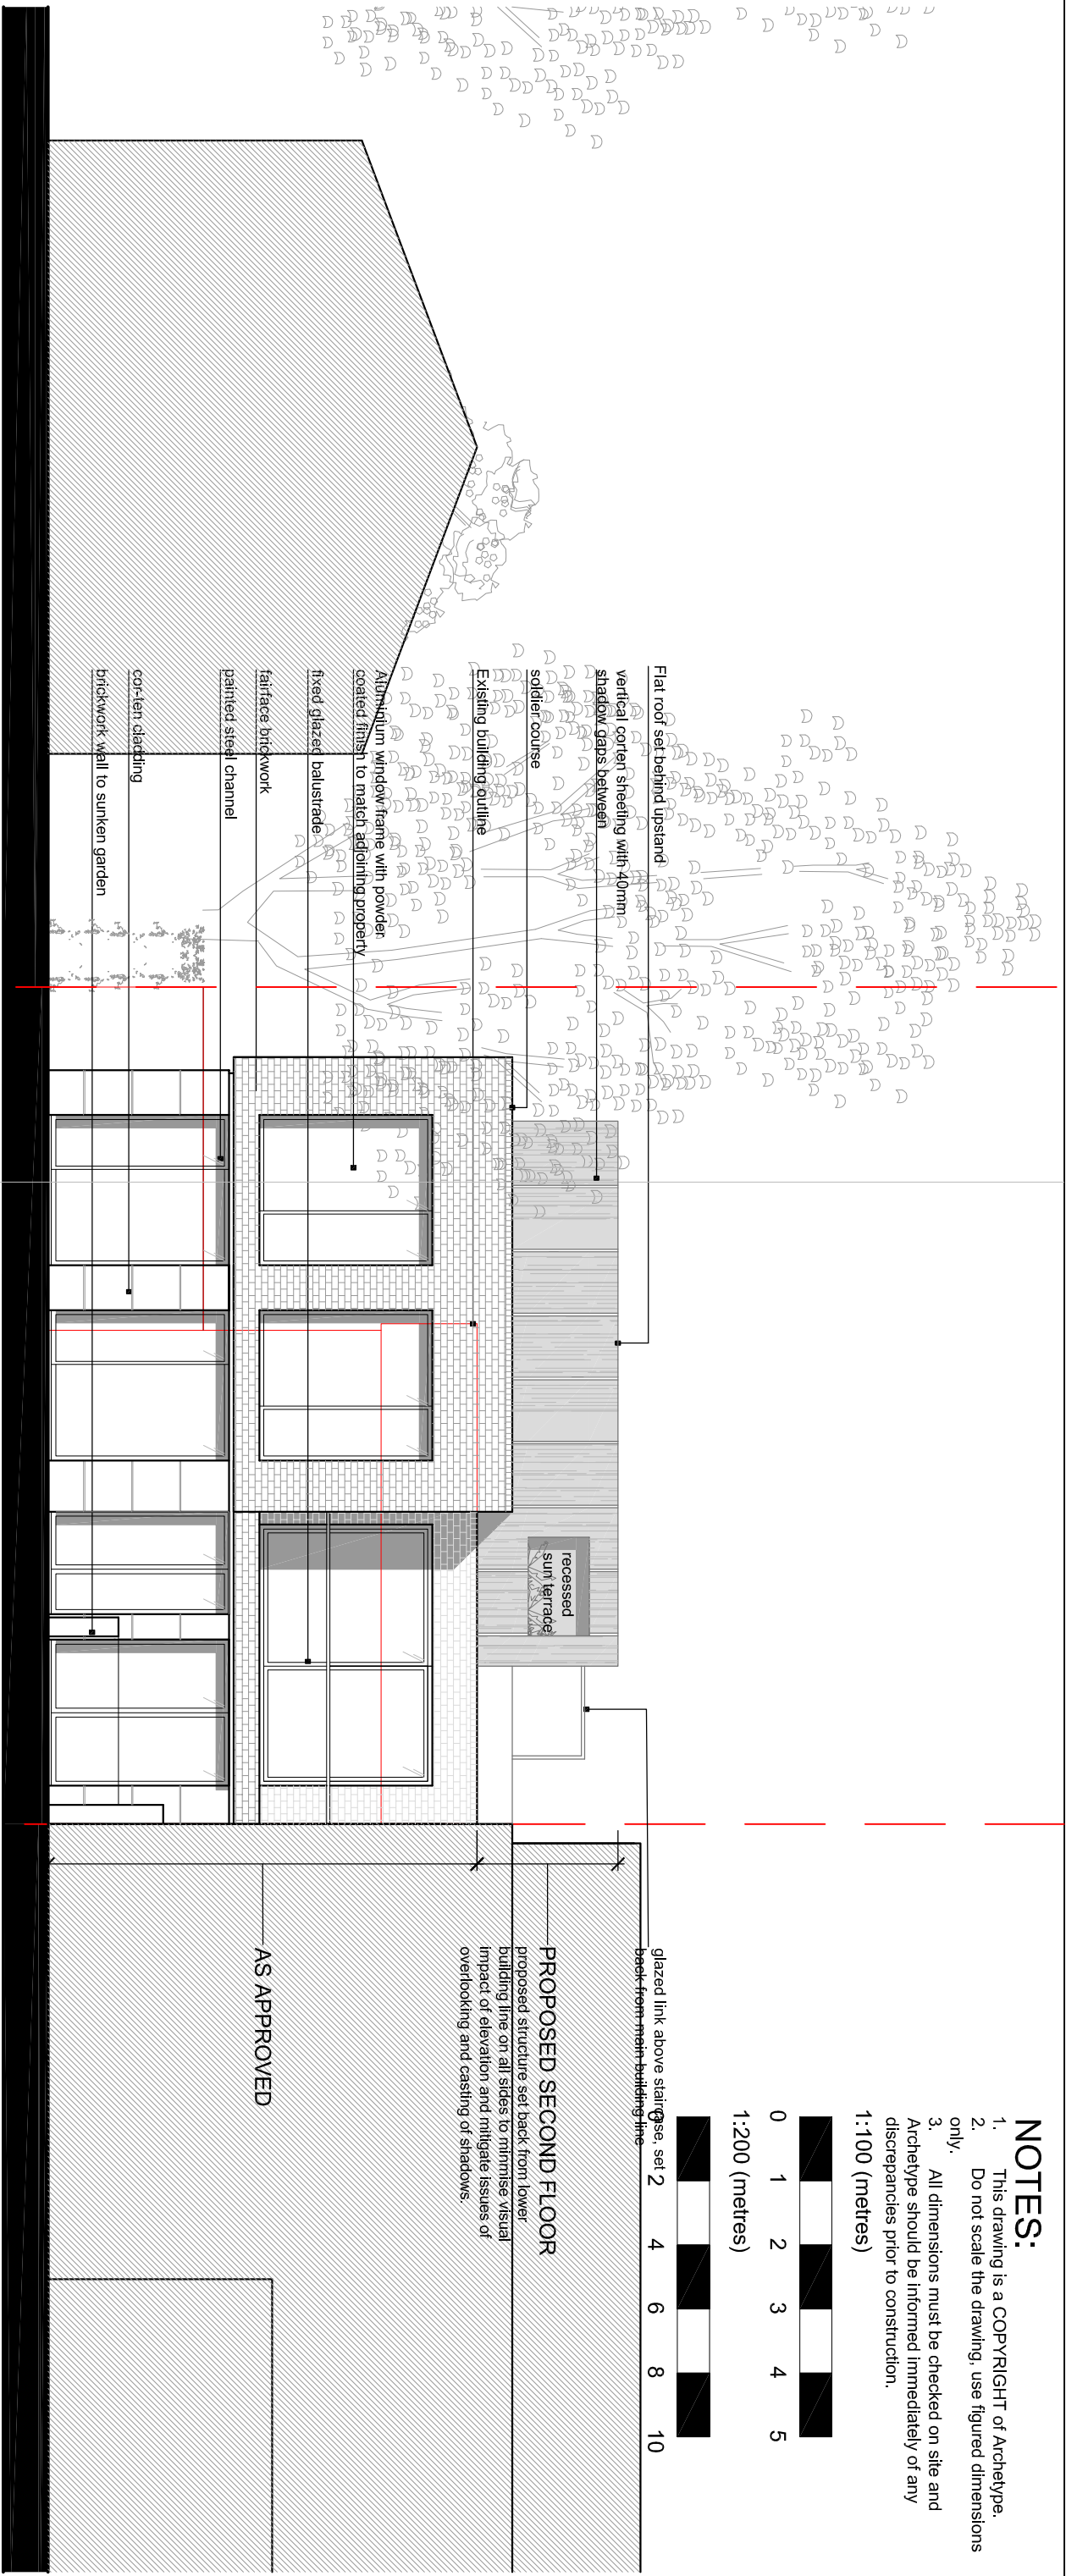 NOTES:
1. This drawing is a COPYRIGHT of Archetype.
2. Do not scale the drawing, use figured dimensions
only.
3. All dimensions must be checked on site and
Archetype should be informed immediately of any
discrepancies prior to construction.
1:100 (metres)
0 1 2 3 4 5
1:200 (metres)
0 2 4 6 8 10
Flat roof set behind upstand
vertical corten sheeting with 40mm
shadow gaps between
soldier course
Existing building outline
Aluminium window frame with powder
coated finish to match adjoining property
fixed glazed balustrade
fairface brickwork
painted steel channel
cor-ten cladding
brickwork wall to sunken garden
recessed
sun terrace
glazed link above staircase, set
back from main building line
PROPOSED SECOND FLOOR
proposed structure set back from lower
building line on all sides to minmise visual
impact of elevation and mitigate issues of
overlooking and casting of shadows.
AS APPROVED